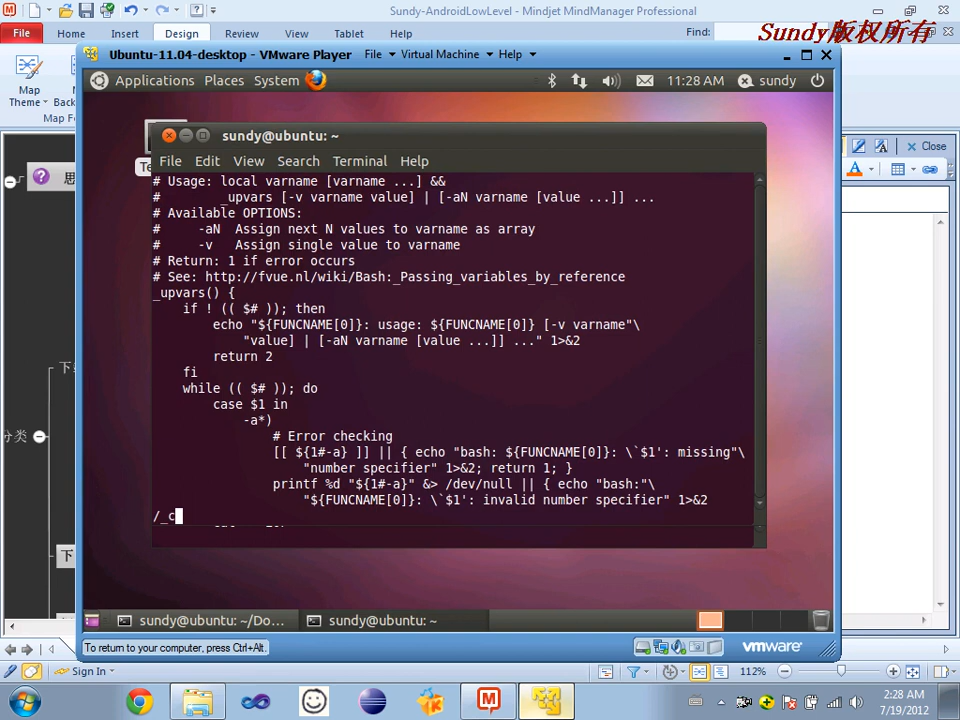 Sundy-AndroidLowLevel - Mindjet MindManager Professional
File Home Insert Design Review View Tablet Help Find:
Sundy版权所有
Ubuntu-11.04-desktop - VMware Player File Virtual Machine Help
Map Theme
Map F
Applications Places System 11:28 AM sundy
Close
sundy@ubuntu: ~
File Edit View Search Terminal Help
# Usage: local varname [varname ...] &&
# _upvars [-v varname value] | [-aN varname [value ...]] ...
# Available OPTIONS:
# -aN Assign next N values to varname as array
# -v Assign single value to varname
# Return: 1 if error occurs
# See: http://fvue.nl/wiki/Bash:_Passing_variables_by_reference
_upvars() {
if ! (( $# )); then
echo "${FUNCNAME[0]}: usage: ${FUNCNAME[0]} [-v varname"\
"value] | [-aN varname [value ...]] ..." 1>&2
return 2
fi
while (( $# )); do
case $1 in
-a*)
# Error checking
[[ ${1#-a} ]] || { echo "bash: ${FUNCNAME[0]}: \`$1': missing"\
"number specifier" 1>&2; return 1; }
printf %d "${1#-a}" &> /dev/null || { echo "bash:"\
"${FUNCNAME[0]}: \`$1': invalid number specifier" 1>&2
/_c
思
下
分类
下
sundy@ubuntu: ~/Do... sundy@ubuntu: ~
To return to your computer, press Ctrl+Alt.
vmware
Sign In 112%
2:28 AM
7/19/2012